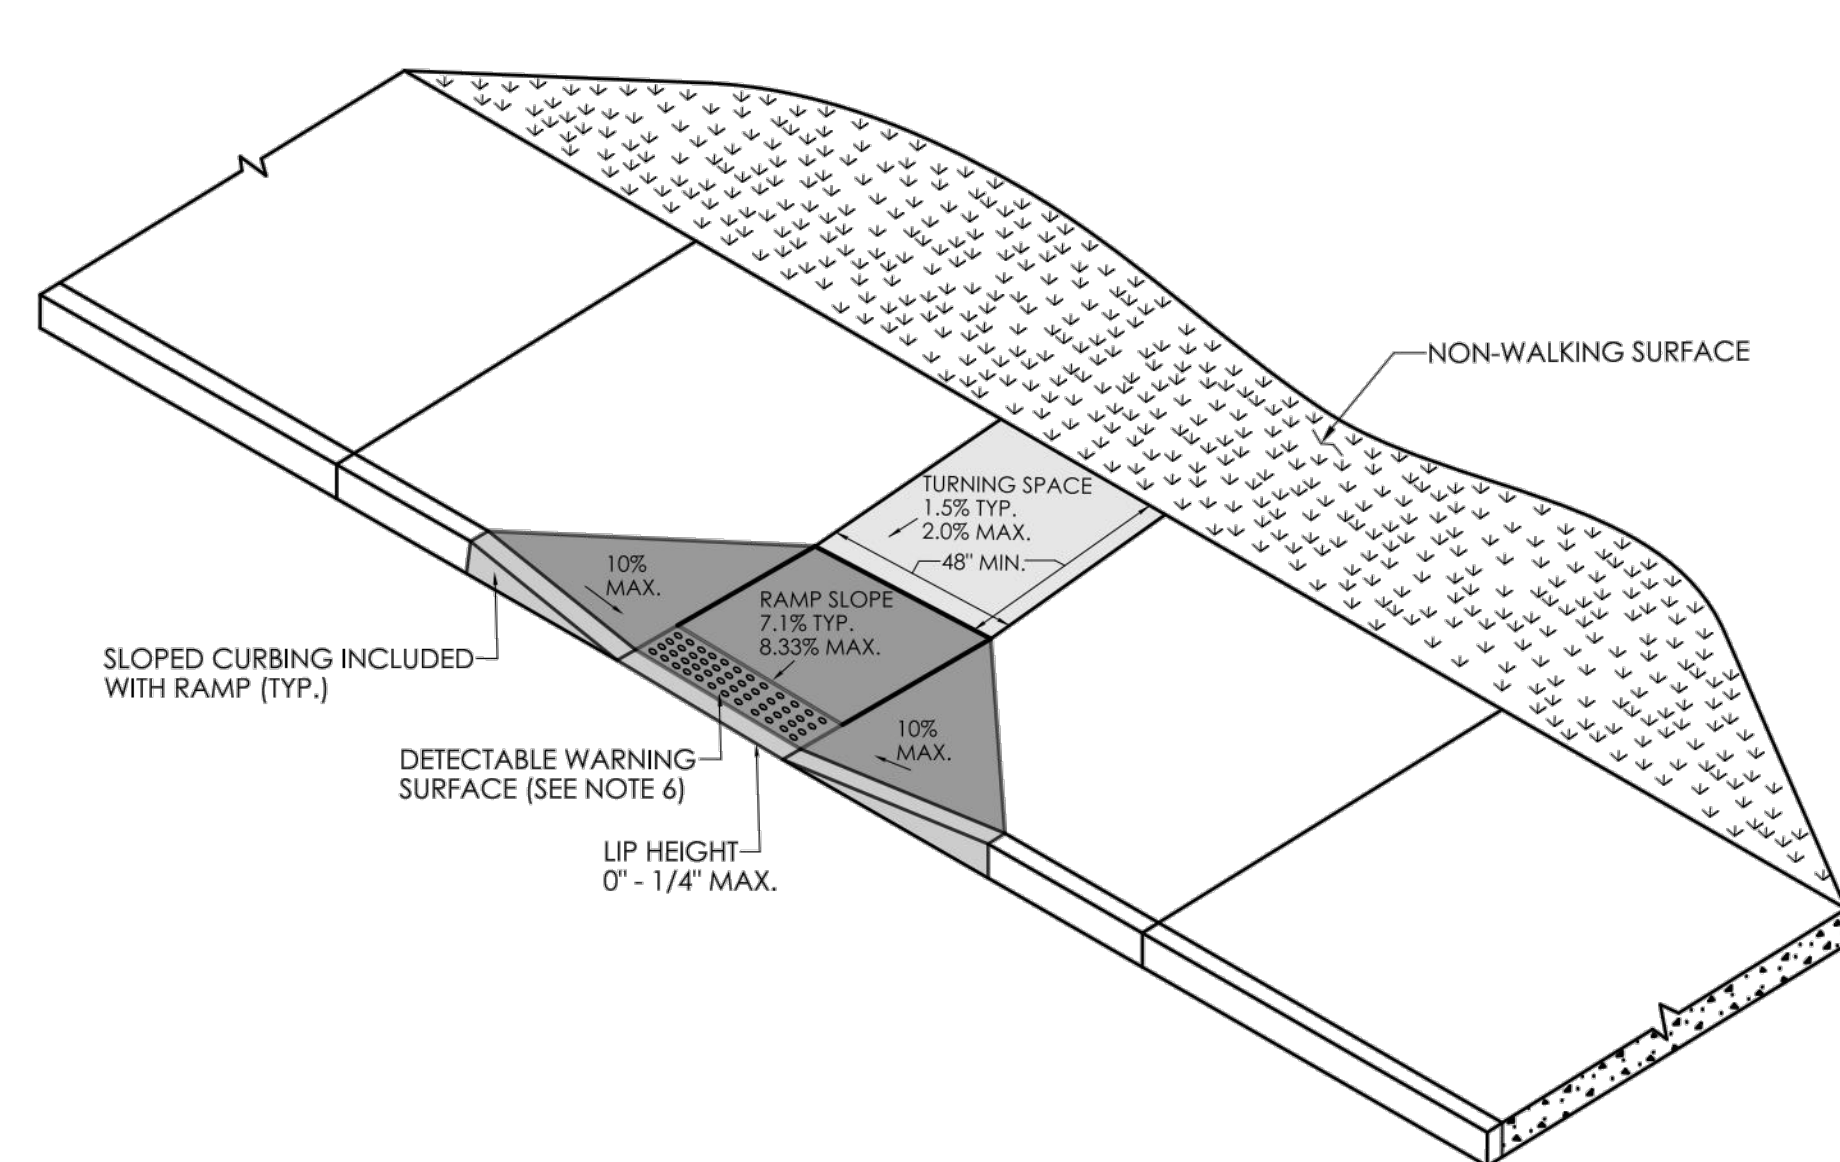 NON-WALKING SURFACE
TURNING SPACE
1.5% TYP.
2.0% MAX.
48" MIN.
10%
MAX.
RAMP SLOPE
7.1% TYP.
8.33% MAX.
SLOPED CURBING INCLUDED
WITH RAMP (TYP.)
10%
MAX.
DETECTABLE WARNING
SURFACE (SEE NOTE 6)
LIP HEIGHT
0" - 1/4" MAX.